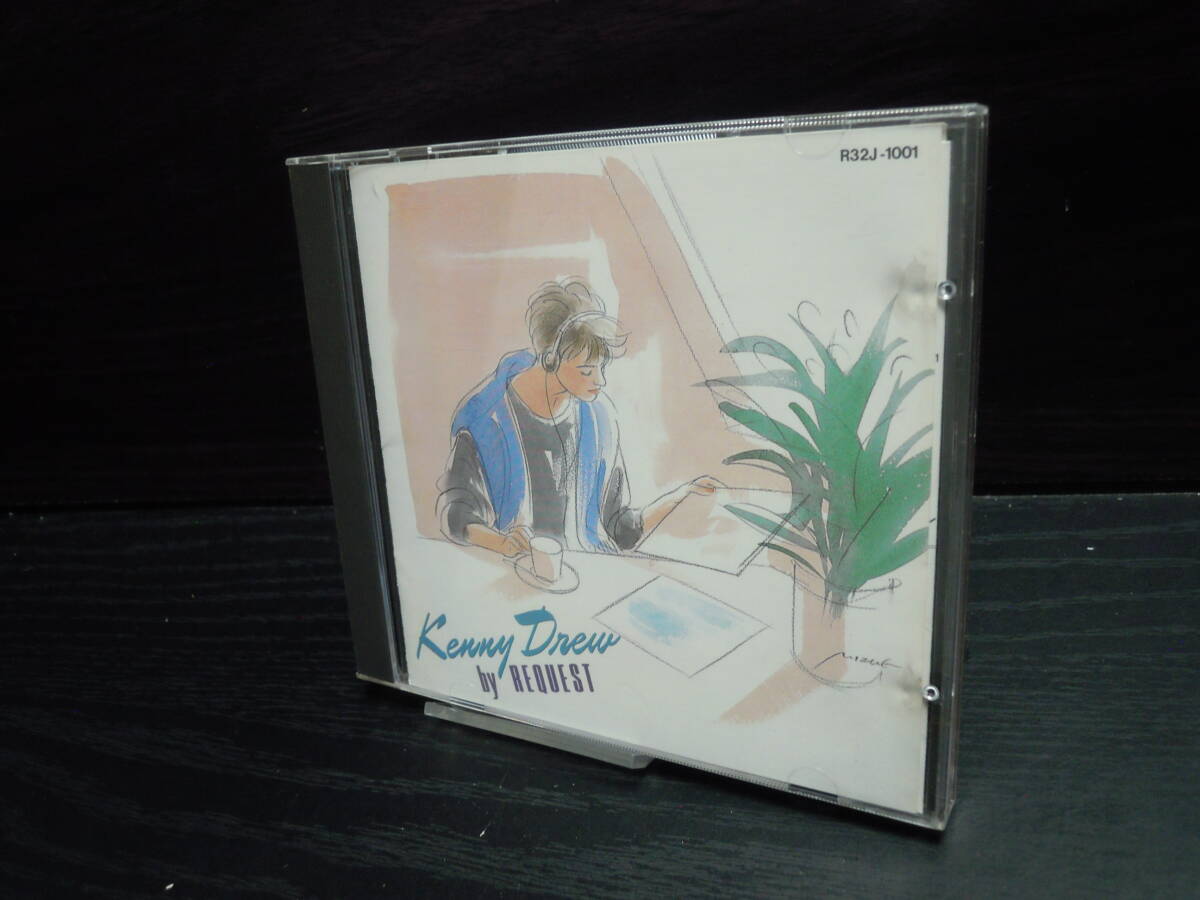 R32J-1001
Kenny Drew
by REQUEST